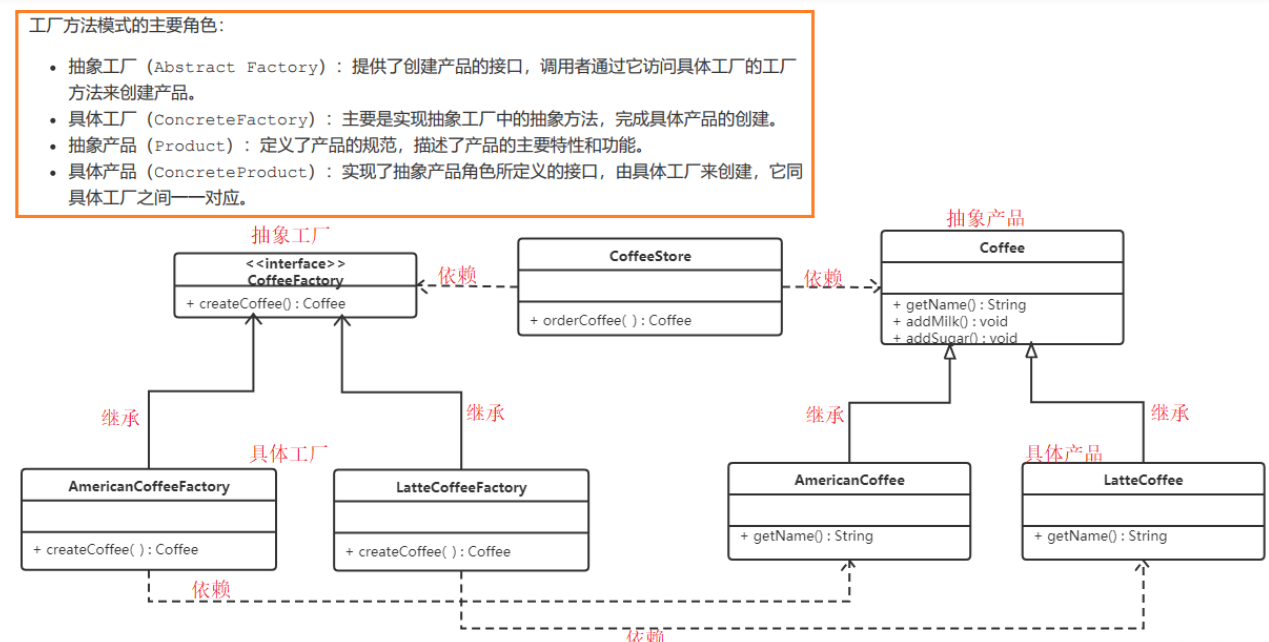 工厂方法模式的主要角色：
• 抽象工厂（Abstract Factory）：提供了创建产品的接口，调用者通过它访问具体工厂的工厂
方法来创建产品。
• 具体工厂（ConcreteFactory）：主要是实现抽象工厂中的抽象方法，完成具体产品的创建。
• 抽象产品（Product）：定义了产品的规范，描述了产品的主要特性和功能。
• 具体产品（ConcreteProduct）：实现了抽象产品角色所定义的接口，由具体工厂来创建，它同
具体工厂之间一一对应。
抽象工厂
抽象产品
<<interface>>
CoffeeFactory
+ createCoffee() : Coffee
依赖
CoffeeStore
+ orderCoffee( ) : Coffee
依赖
Coffee
+ getName() : String
+ addMilk() : void
+ addSugar() : void
继承
继承
继承
继承
具体工厂
具体产品
AmericanCoffeeFactory
+ createCoffee( ) : Coffee
LatteCoffeeFactory
+ createCoffee( ) : Coffee
AmericanCoffee
+ getName() : String
LatteCoffee
+ getName() : String
依赖
依赖